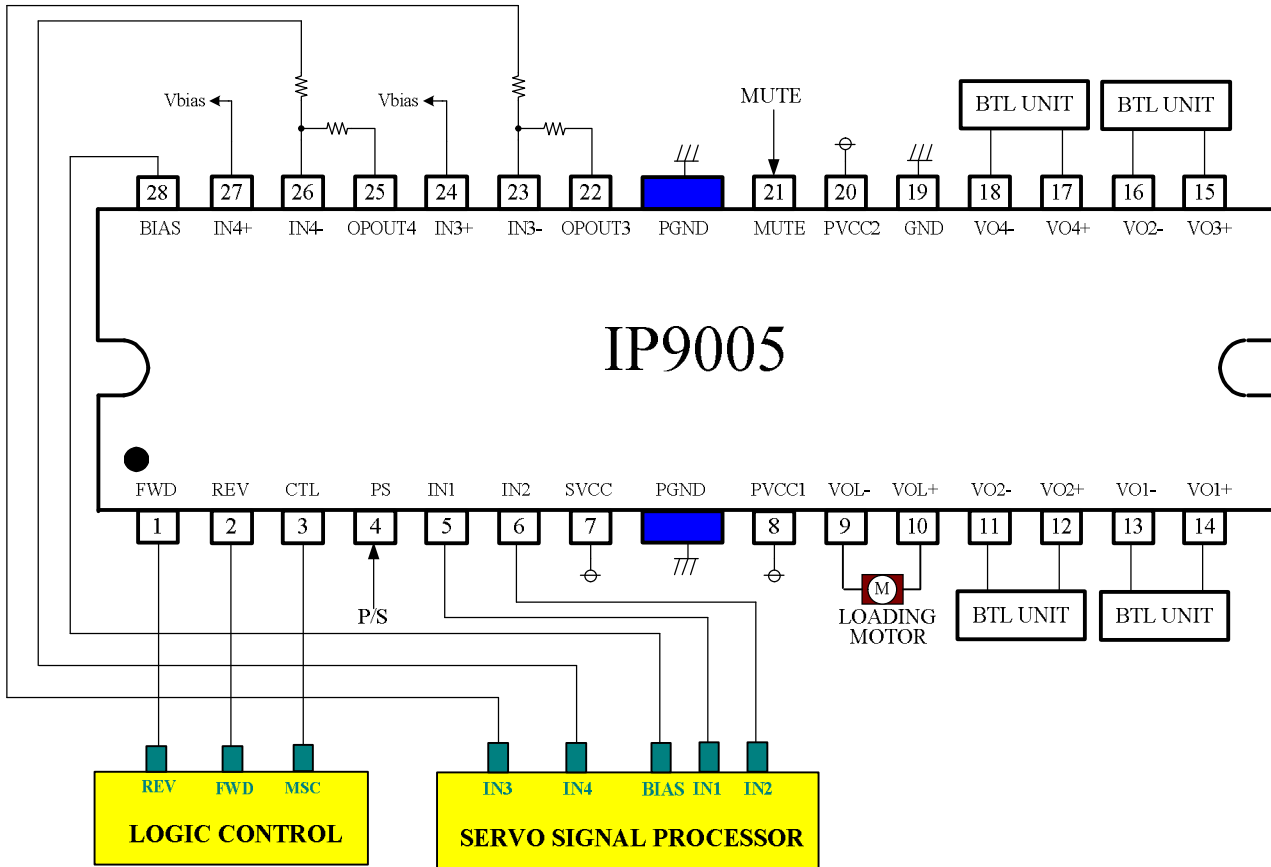 MUTE
BTL UNIT BTL UNIT
Vbias Vbias
28 27 26 25 24 23 22 21 20 19 18 17 16 15
BIAS IN4+ IN4- OPOUT4 IN3+ IN3- OPOUT3 PGND MUTE PVCC2 GND VO4- VO4+ VO2- VO3+
IP9005
FWD REV CTL PS IN1 IN2 SVCC PGND PVCC1 VOL- VOL+ VO2- VO2+ VO1- VO1+
1 2 3 4 5 6 7 8 9 10 11 12 13 14
M
P/S
LOADING
MOTOR
BTL UNIT BTL UNIT
REV FWD MSC
LOGIC CONTROL
IN3 IN4 BIAS IN1 IN2
SERVO SIGNAL PROCESSOR